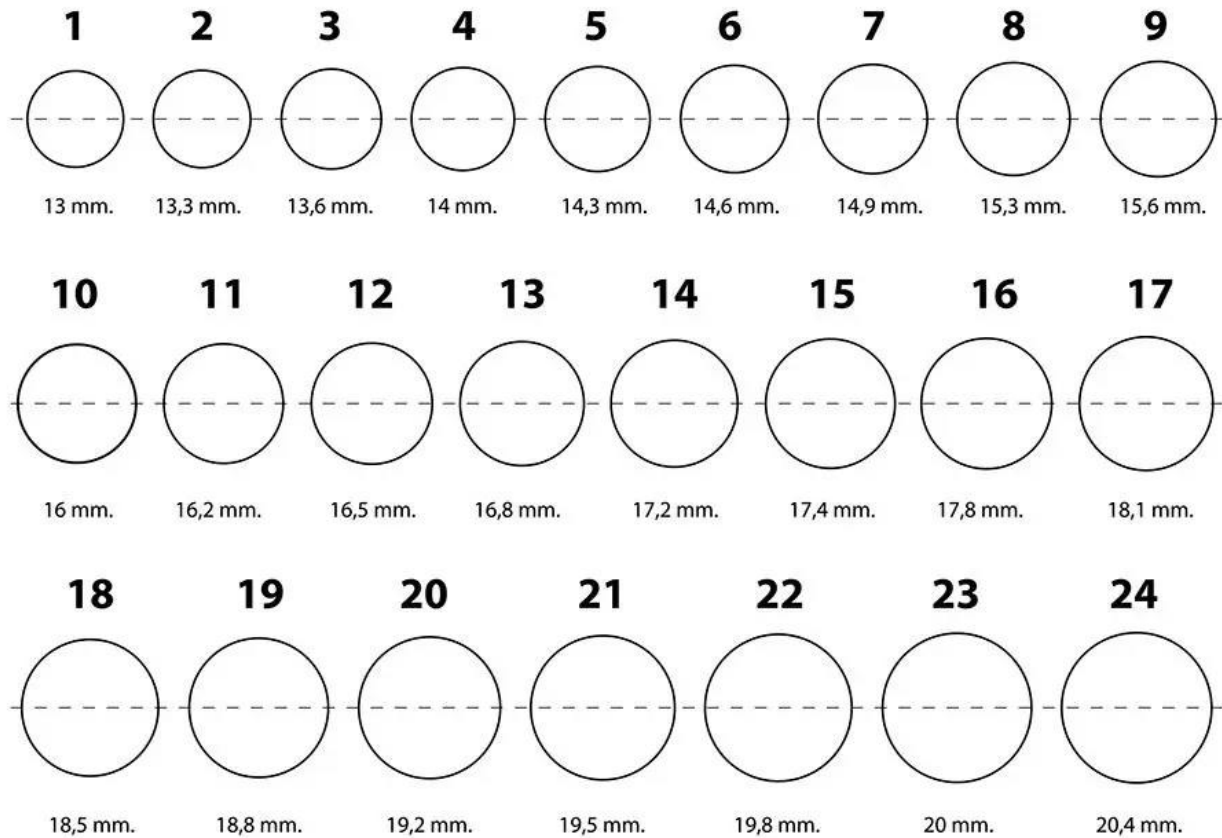 1 2 3 4 5 6 7 8 9
13 mm. 13,3 mm. 13,6 mm. 14 mm. 14,3 mm. 14,6 mm. 14,9 mm. 15,3 mm. 15,6 mm.
10 11 12 13 14 15 16 17
16 mm. 16,2 mm. 16,5 mm. 16,8 mm. 17,2 mm. 17,4 mm. 17,8 mm. 18,1 mm.
18 19 20 21 22 23 24
18,5 mm. 18,8 mm. 19,2 mm. 19,5 mm. 19,8 mm. 20 mm. 20,4 mm.